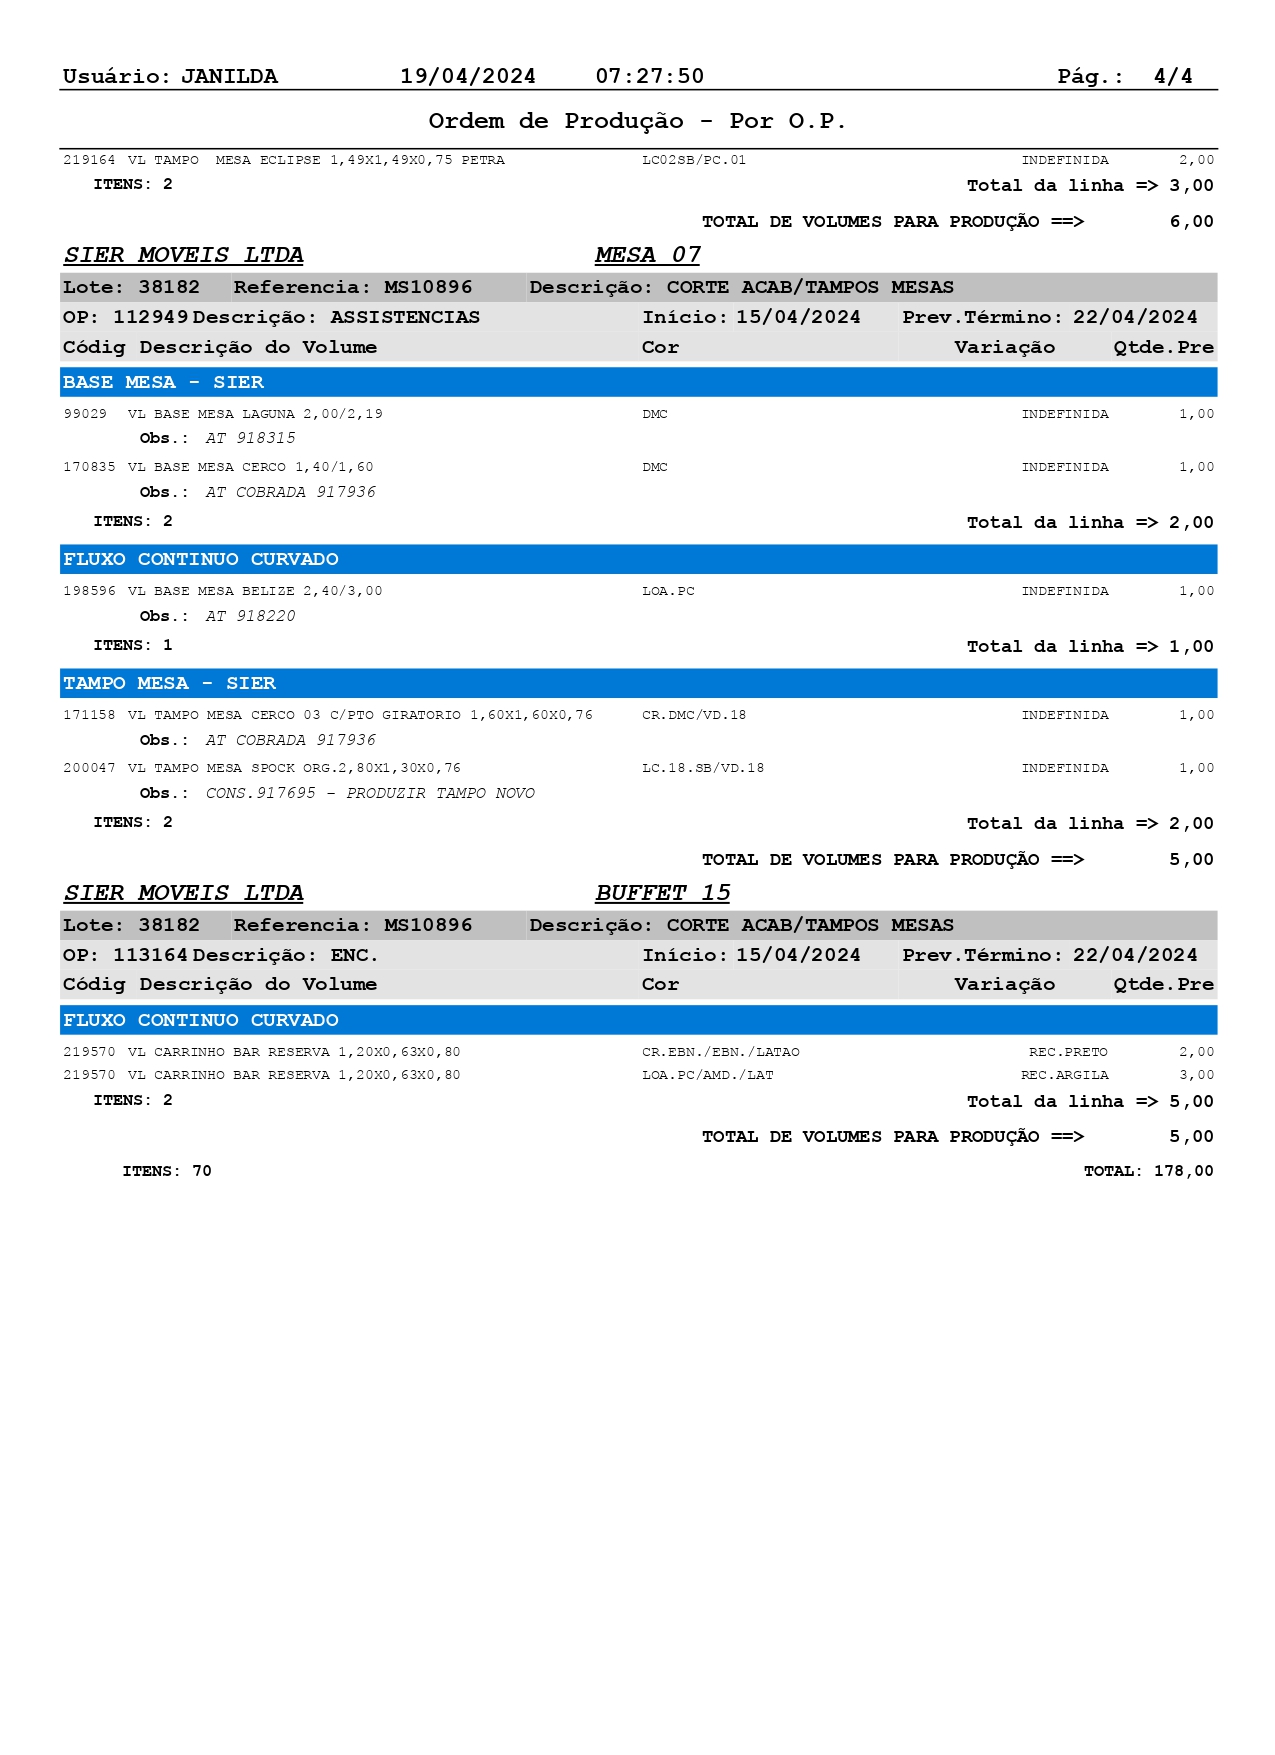 Usuário: JANILDA 19/04/2024 07:27:50 Pág.: 4/4
Ordem de Produção - Por O.P.
219164 VL TAMPO  MESA ECLIPSE 1,49X1,49X0,75 PETRA LC02SB/PC.01 INDEFINIDA 2,00
ITENS: 2 Total da linha => 3,00
TOTAL DE VOLUMES PARA PRODUÇÃO ==> 6,00
SIER MOVEIS LTDA MESA 07
Lote: 38182 Referencia: MS10896 Descrição: CORTE ACAB/TAMPOS MESAS
OP: 112949 Descrição: ASSISTENCIAS Início: 15/04/2024 Prev.Término: 22/04/2024
Códig Descrição do Volume Cor Variação Qtde.Pre
BASE MESA - SIER
99029 VL BASE MESA LAGUNA 2,00/2,19 DMC INDEFINIDA 1,00
Obs.: AT 918315
170835 VL BASE MESA CERCO 1,40/1,60 DMC INDEFINIDA 1,00
Obs.: AT COBRADA 917936
ITENS: 2 Total da linha => 2,00
FLUXO CONTINUO CURVADO
198596 VL BASE MESA BELIZE 2,40/3,00 LOA.PC INDEFINIDA 1,00
Obs.: AT 918220
ITENS: 1 Total da linha => 1,00
TAMPO MESA - SIER
171158 VL TAMPO MESA CERCO 03 C/PTO GIRATORIO 1,60X1,60X0,76 CR.DMC/VD.18 INDEFINIDA 1,00
Obs.: AT COBRADA 917936
200047 VL TAMPO MESA SPOCK ORG.2,80X1,30X0,76 LC.18.SB/VD.18 INDEFINIDA 1,00
Obs.: CONS.917695 - PRODUZIR TAMPO NOVO
ITENS: 2 Total da linha => 2,00
TOTAL DE VOLUMES PARA PRODUÇÃO ==> 5,00
SIER MOVEIS LTDA BUFFET 15
Lote: 38182 Referencia: MS10896 Descrição: CORTE ACAB/TAMPOS MESAS
OP: 113164 Descrição: ENC. Início: 15/04/2024 Prev.Término: 22/04/2024
Códig Descrição do Volume Cor Variação Qtde.Pre
FLUXO CONTINUO CURVADO
219570 VL CARRINHO BAR RESERVA 1,20X0,63X0,80 CR.EBN./EBN./LATAO REC.PRETO 2,00
219570 VL CARRINHO BAR RESERVA 1,20X0,63X0,80 LOA.PC/AMD./LAT REC.ARGILA 3,00
ITENS: 2 Total da linha => 5,00
TOTAL DE VOLUMES PARA PRODUÇÃO ==> 5,00
ITENS: 70 TOTAL: 178,00